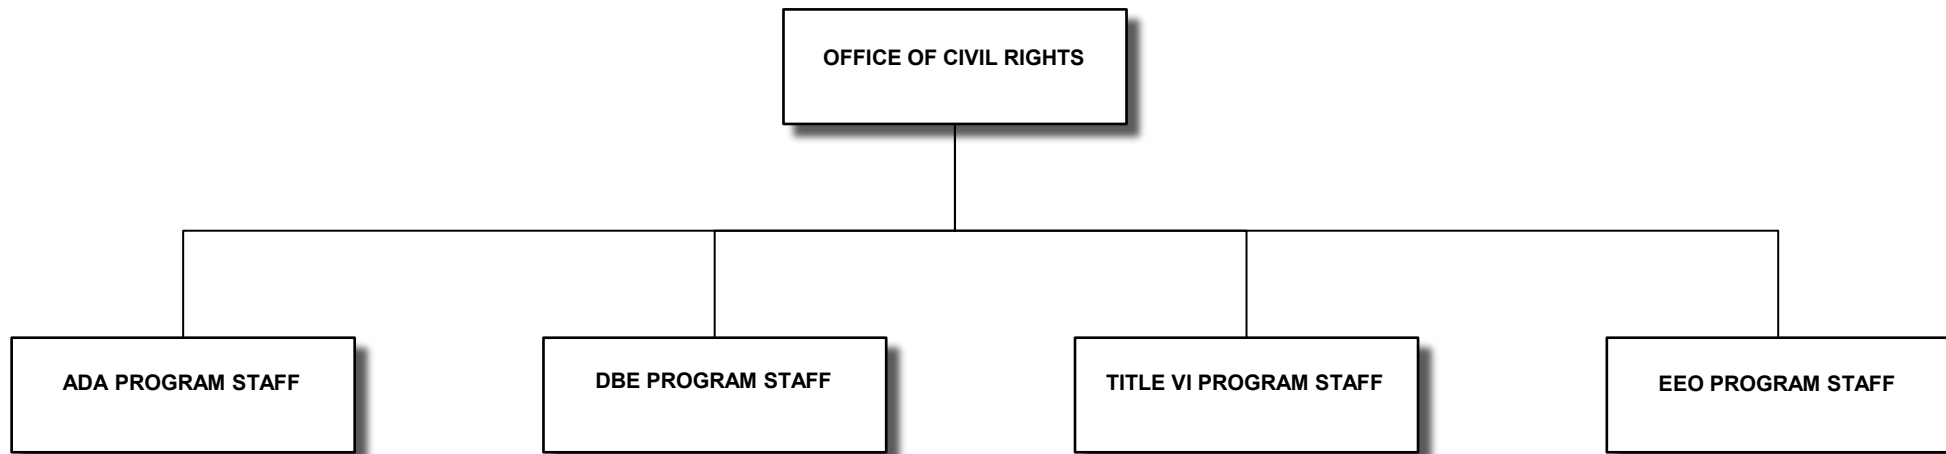 OFFICE OF CIVIL RIGHTS
ADA PROGRAM STAFF
DBE PROGRAM STAFF
TITLE VI PROGRAM STAFF
EEO PROGRAM STAFF